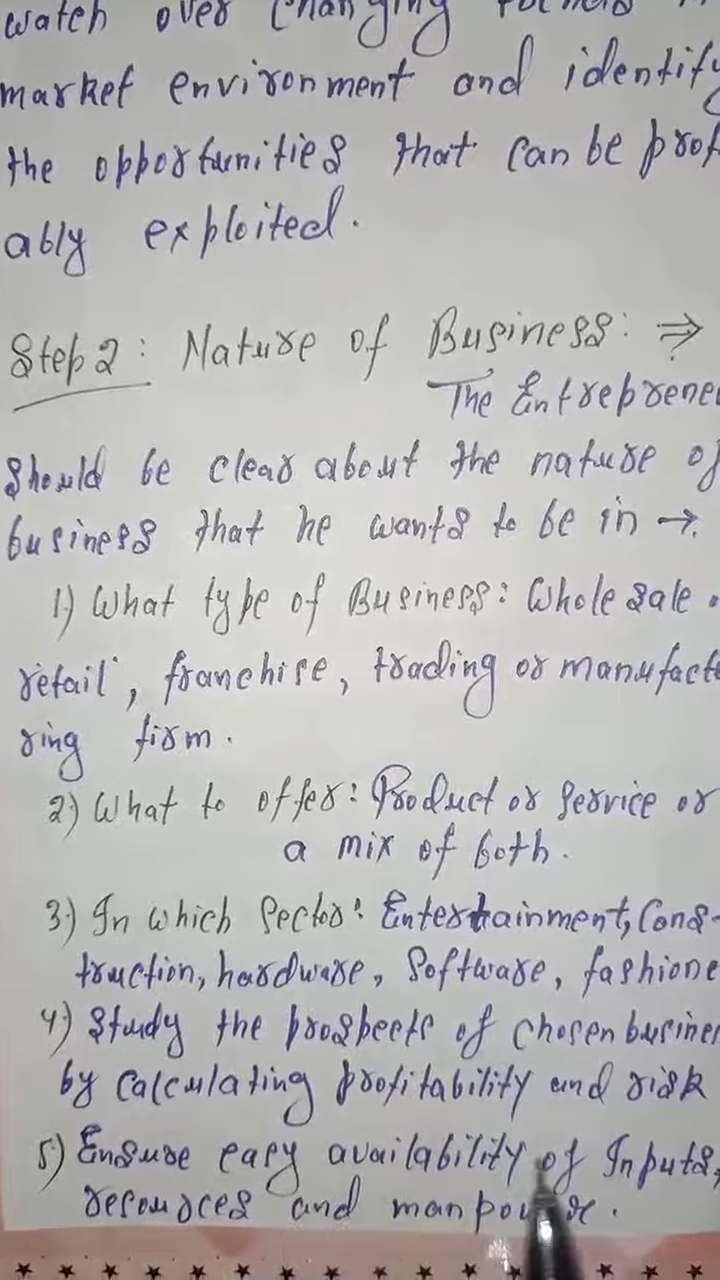 watch over changing
market environment and identify
the opportunities that can be prof
ably exploited.
Step 2: Nature of Business: ⇒
The Entreprene
should be clear about the nature of
business that he wants to be in →.
1) What type of Business: Whole sale
retail, franchise, trading or manufact
ring firm.
2) What to offer: Product or service or
a mix of both.
3) In which Sector: Entertainment, Cons-
truction, hardware, Software, fashione
4) Study the prospects of chosen busines
by calculating profitability and risk
5) Ensure easy availability of Inputs,
resources and